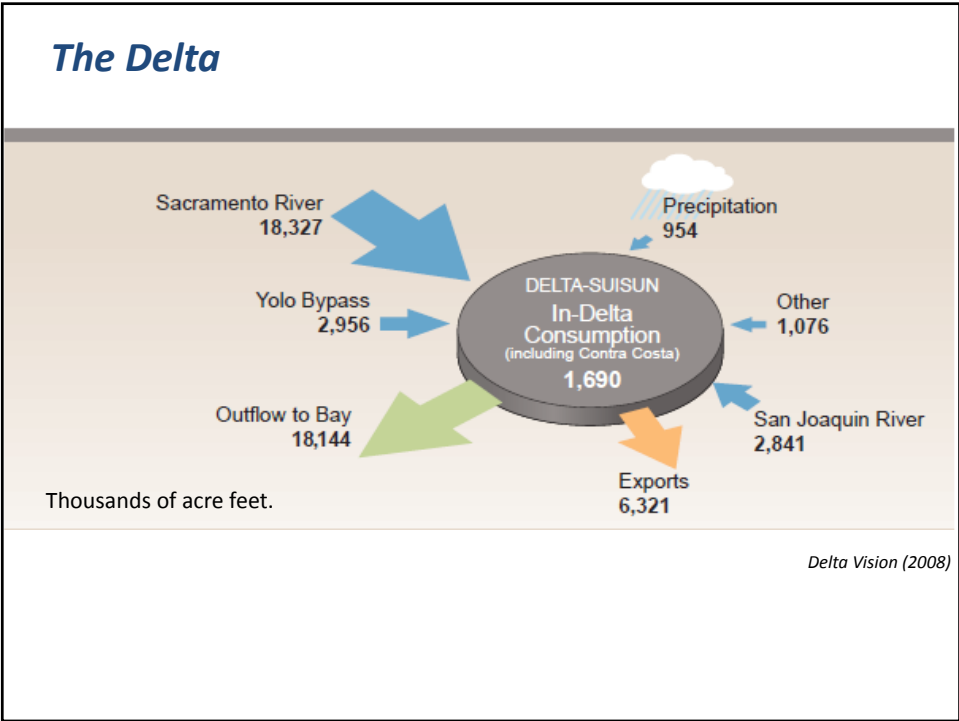 The Delta
Sacramento River
18,327
Precipitation
954
DELTA-SUISUN
In-Delta
Consumption
(including Contra Costa)
1,690
Yolo Bypass
2,956
Other
1,076
Outflow to Bay
18,144
San Joaquin River
2,841
Exports
6,321
Thousands of acre feet.
Delta Vision (2008)